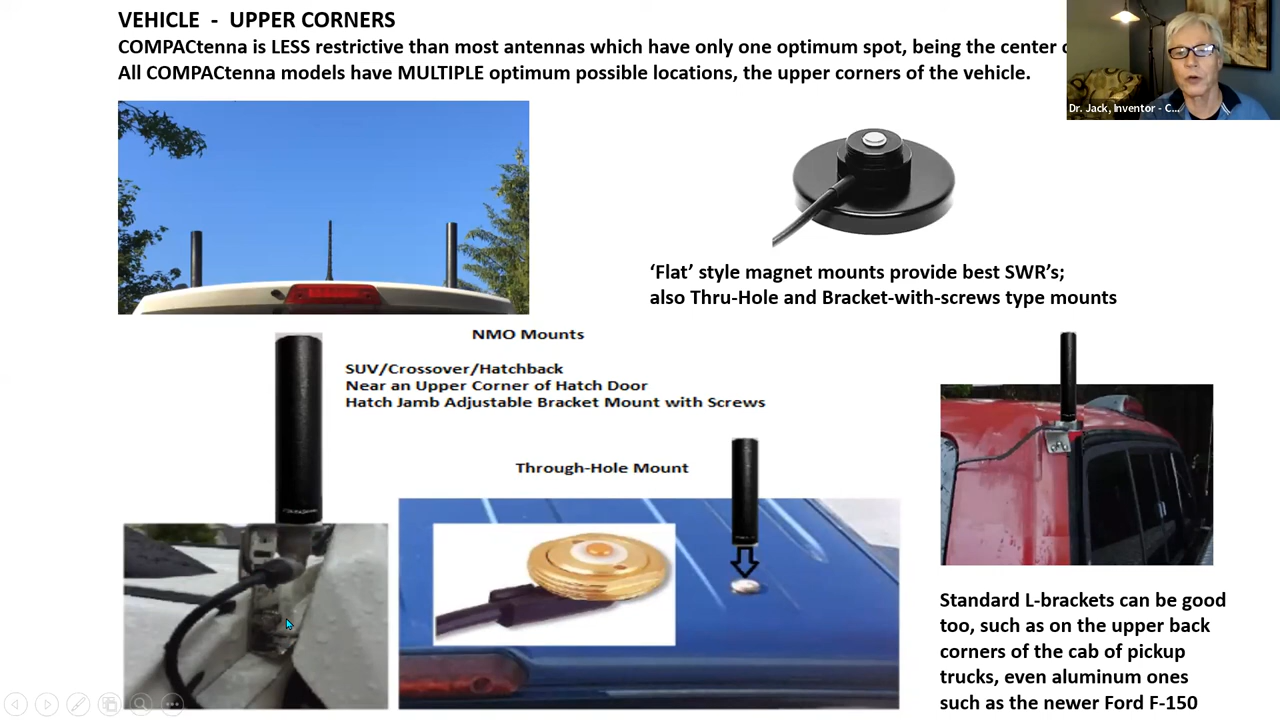 VEHICLE - UPPER CORNERS
COMPACtenna is LESS restrictive than most antennas which have only one optimum spot, being the center
All COMPACtenna models have MULTIPLE optimum possible locations, the upper corners of the vehicle.
Dr. Jack, Inventor - C...
‘Flat’ style magnet mounts provide best SWR’s;
also Thru-Hole and Bracket-with-screws type mounts
NMO Mounts
SUV/Crossover/Hatchback
Near an Upper Corner of Hatch Door
Hatch Jamb Adjustable Bracket Mount with Screws
Through-Hole Mount
Standard L-brackets can be good
too, such as on the upper back
corners of the cab of pickup
trucks, even aluminum ones
such as the newer Ford F-150